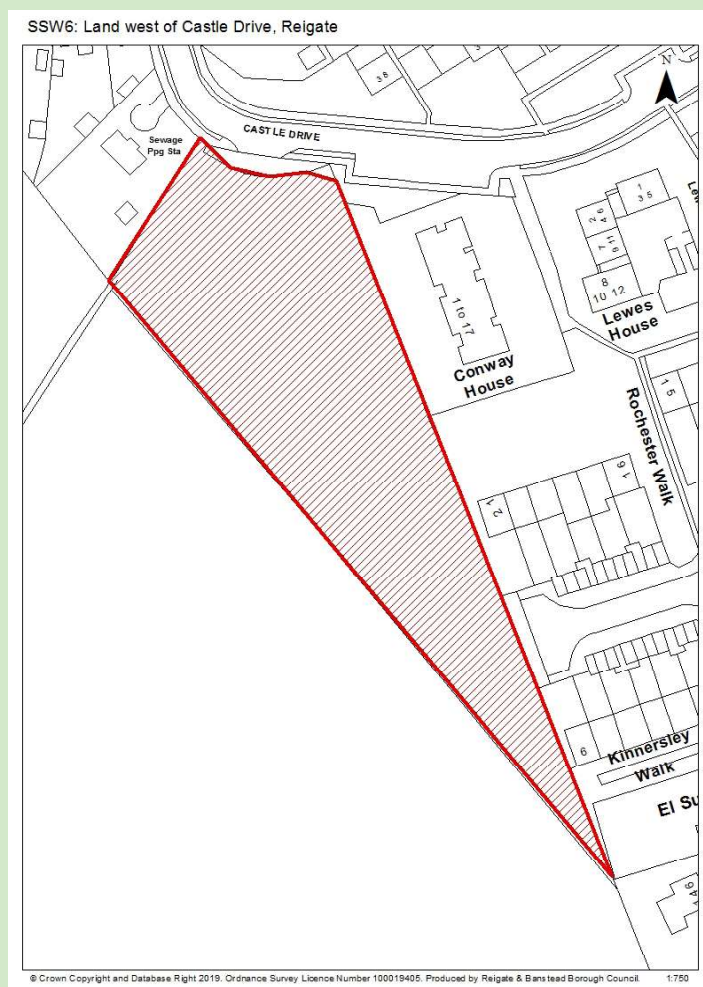 SSW6: Land west of Castle Drive, Reigate
38
N
CASTLE DRIVE
Sewage
Ppg Sta
1
3 5
2
4 6
7
9 11
8
10 12
Lewes
House
1 to 17
Conway
House
Rochester Walk
1 5
1 6
2 1
6
Kinnersley
Walk
El Su
© Crown Copyright and Database Right 2019. Ordnance Survey Licence Number 100019405. Produced by Reigate & Banstead Borough Council. 1:750